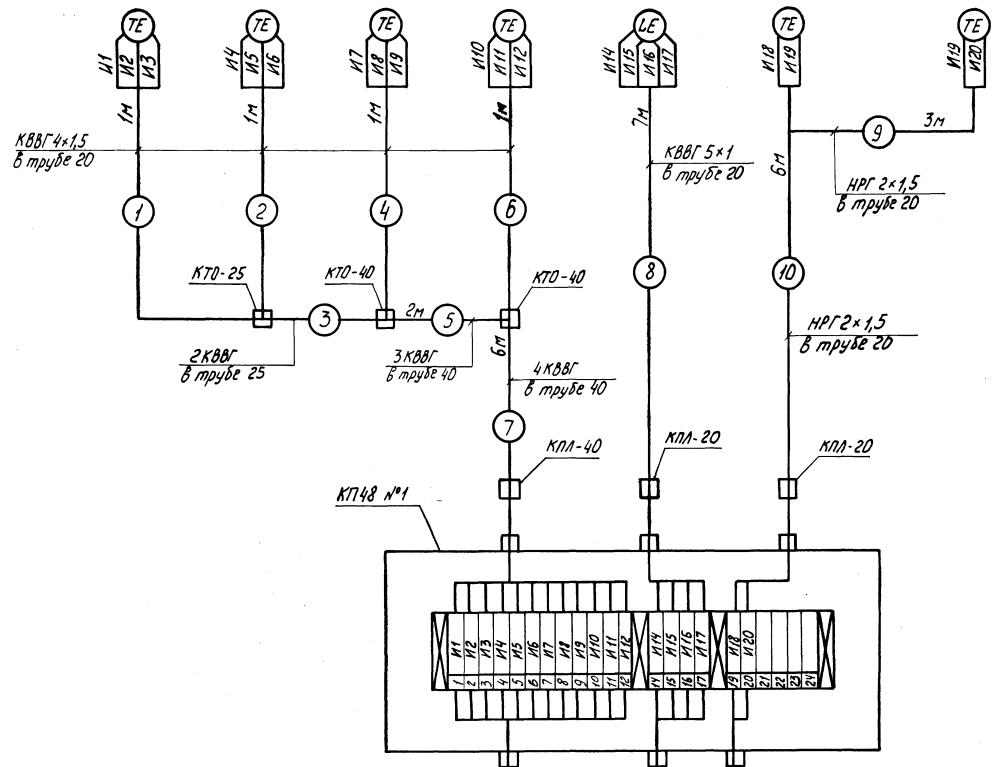 TE TE TE TE LE TE TE
И1 И2 И3 И4 И5 И6 И7 И8 И9 И10 И11 И12 И14 И15 И16 И17 И18 И19 И19 И20
1м 1м 1м 1м 7м
КВВГ 4×1,5
в трубе 20
9 3м
КВВГ 5×1
в трубе 20
6м
НРГ 2×1,5
в трубе 20
1 2 4 6
8 10
КТО-25 КТО-40 КТО-40
3 2м 5
2 КВВГ
в трубе 25
3 КВВГ
в трубе 40
6м
НРГ 2×1,5
в трубе 20
4 КВВГ
в трубе 40
7
КПЛ-40 КПЛ-20 КПЛ-20
КП48 №1
И1 И2 И3 И4 И5 И6 И7 И8 И9 И10 И11 И12 И14 И15 И16 И17 И18 И20
1 2 3 4 5 6 7 8 9 10 11 12 14 15 16 17 19 20 21 22 23 24